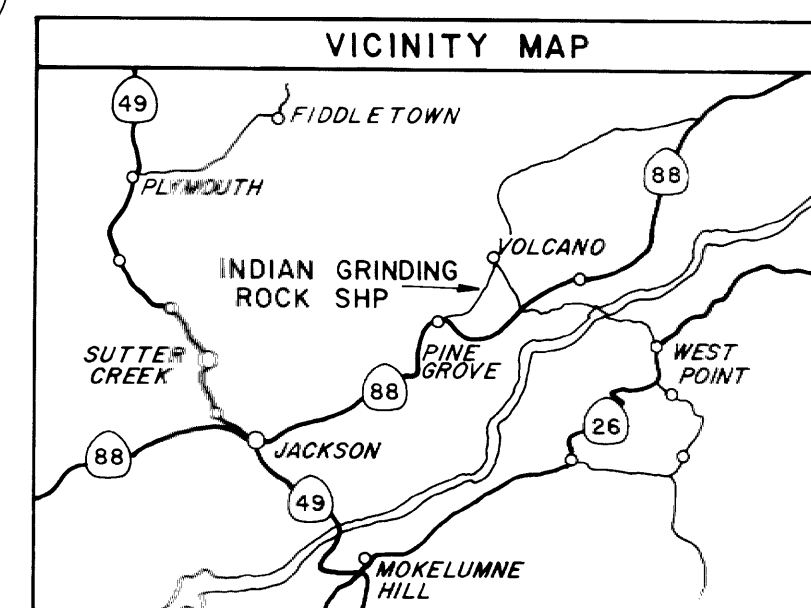 VICINITY MAP
49
FIDDLETOWN
88
PLYMOUTH
VOLCANO
INDIAN GRINDING
ROCK SHP
SUTTER
CREEK
PINE
GROVE
WEST
POINT
88
26
88
JACKSON
49
MOKELUMNE
HILL